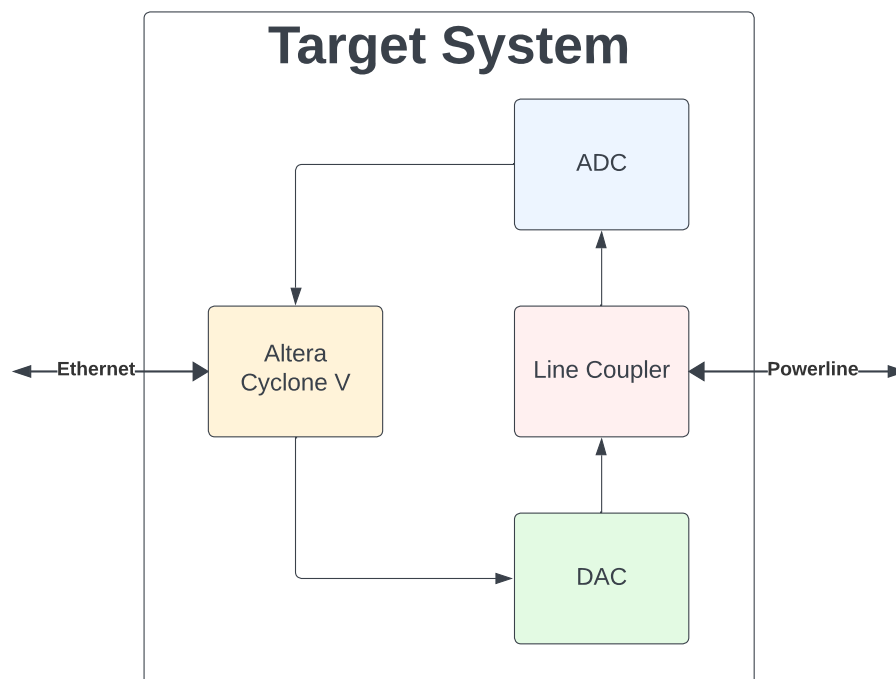 Target System
ADC
Altera
Cyclone V
Ethernet
Line Coupler
Powerline
DAC